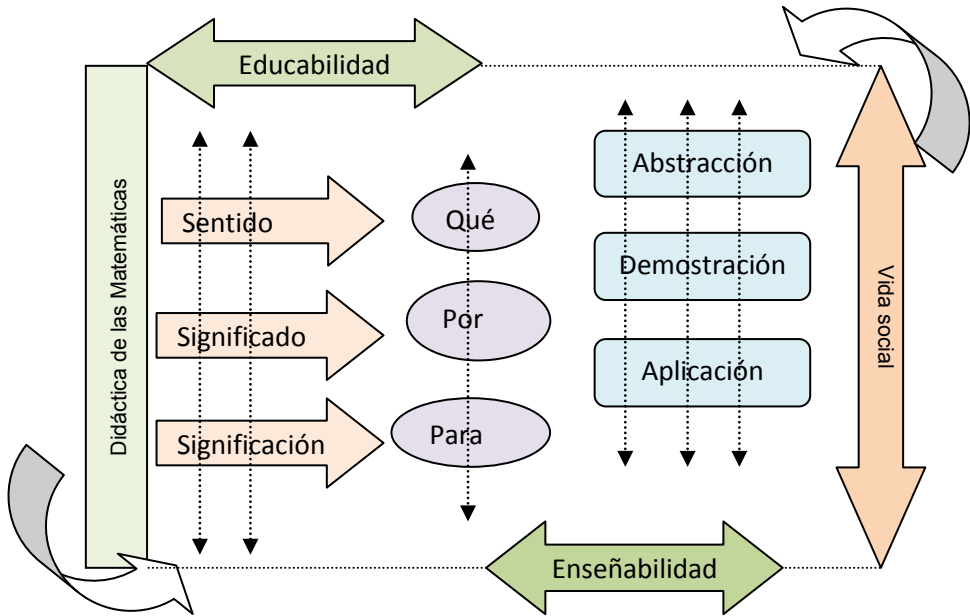 Educabilidad
Didáctica de las Matemáticas
Sentido
Qué
Abstracción
Significado
Por
Demostración
Significación
Para
Aplicación
Vida social
Enseñabilidad